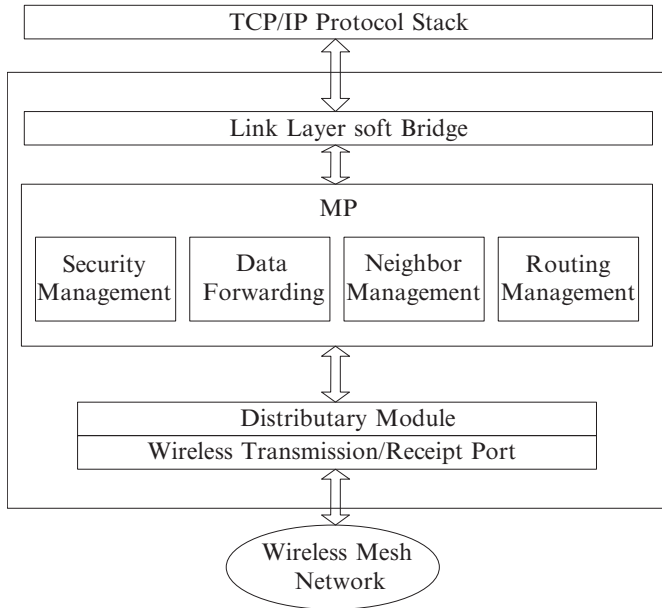 TCP/IP Protocol Stack
Link Layer soft Bridge
MP
Security
Management
Data
Forwarding
Neighbor
Management
Routing
Management
Distributary Module
Wireless Transmission/Receipt Port
Wireless Mesh
Network